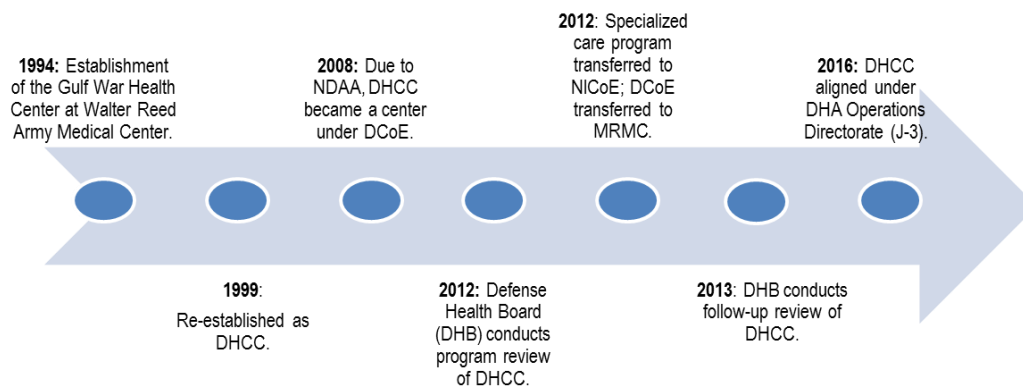 1994: Establishment
of the Gulf War Health
Center at Walter Reed
Army Medical Center.
1999:
Re-established as
DHCC.
2008: Due to
NDAA, DHCC
became a center
under DCoE.
2012: Defense
Health Board
(DHB) conducts
program review
of DHCC.
2012: Specialized
care program
transferred to
NICoE; DCoE
transferred to
MRMC.
2013: DHB conducts
follow-up review of
DHCC.
2016: DHCC
aligned under
DHA Operations
Directorate (J-3).